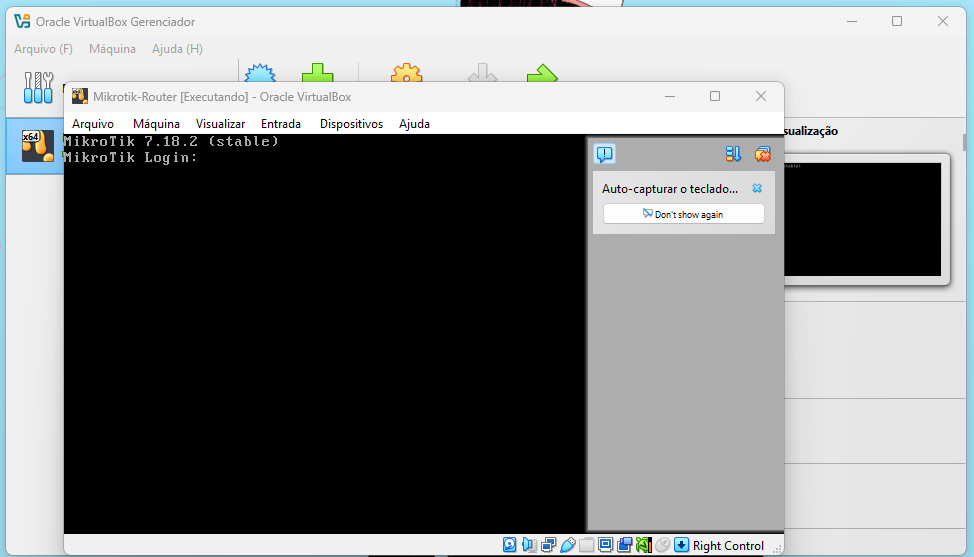 Oracle VirtualBox Gerenciador
Arquivo (F) Máquina Ajuda (H)
Mikrotik-Router [Executando] - Oracle VirtualBox
Arquivo Máquina Visualizar Entrada Dispositivos Ajuda
x64
MikroTik 7.18.2 (stable)
MikroTik Login:
Auto-capturar o teclado...
Don't show again
sualização
Right Control